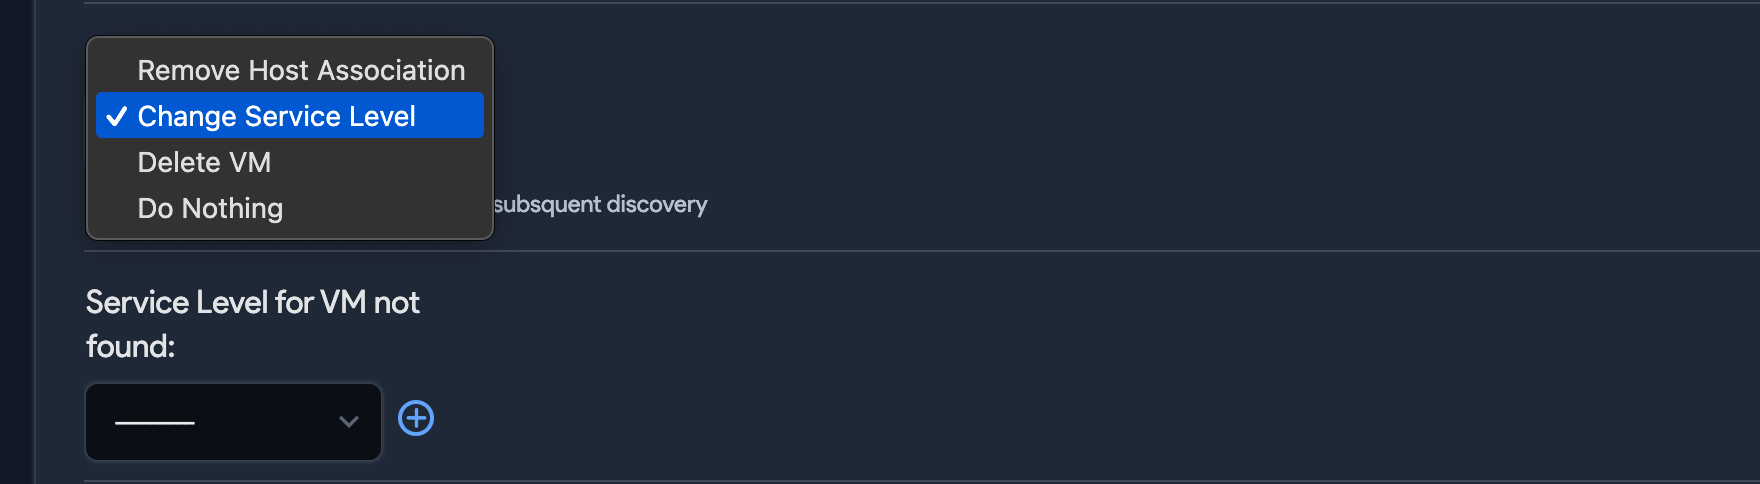 Remove Host Association
✓ Change Service Level
Delete VM
Do Nothing
subsquent discovery
Service Level for VM not
found:
---------